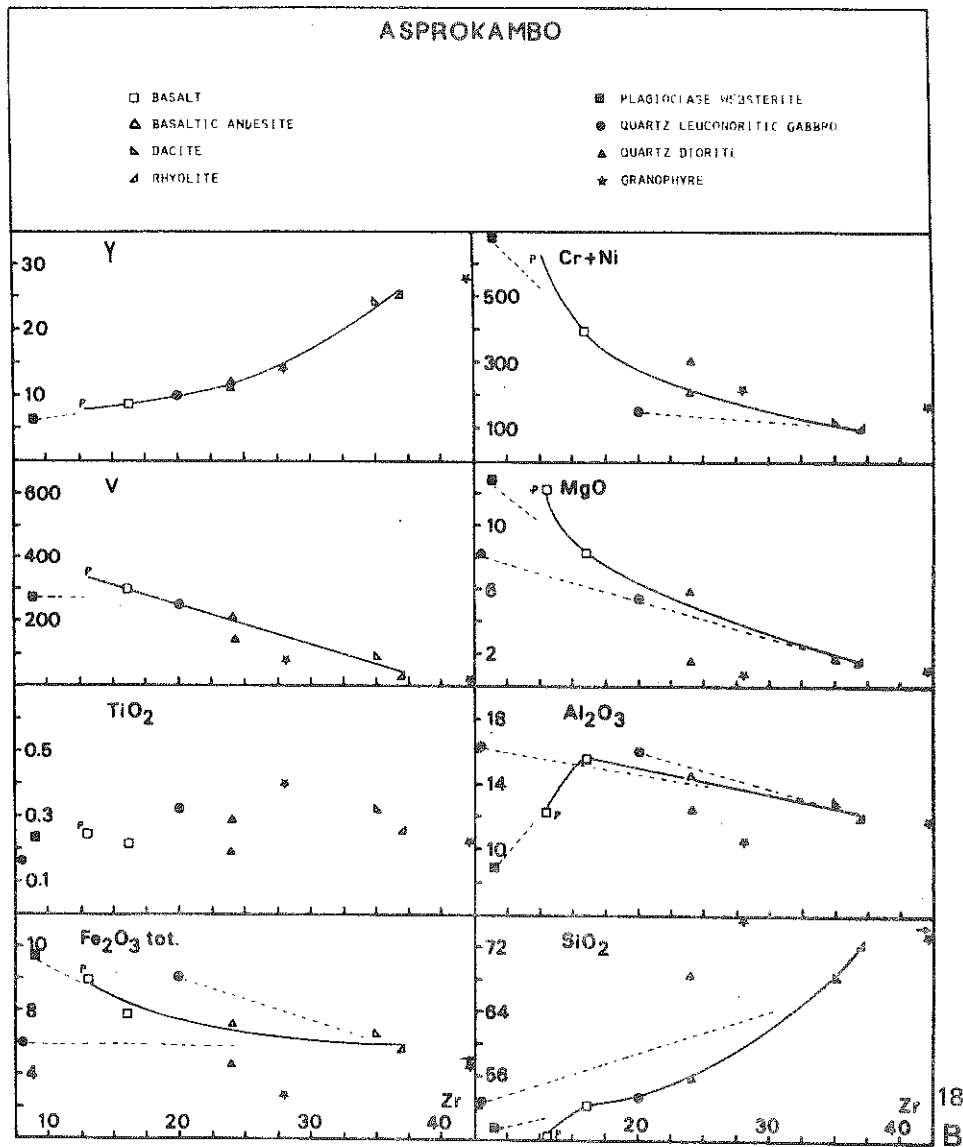 ASPROKAMBO
BASALT
BASALTIC ANDESITE
DACITE
RHYOLITE
PLAGIOCLASE WEBSTERITE
QUARTZ LEUCONORITIC GABBRO
QUARTZ DIORITE
GRANOPHYRE
Y
30
20
10
P
Cr+Ni
500
300
100
P
V
600
400
200
P
MgO
10
6
2
P
TiO2
0.5
0.3
0.1
P
Al2O3
18
14
10
P
Fe2O3 tot.
10
8
4
P
20
30
Zr
40
SiO2
72
64
56
P
20
30
Zr
40
18
B